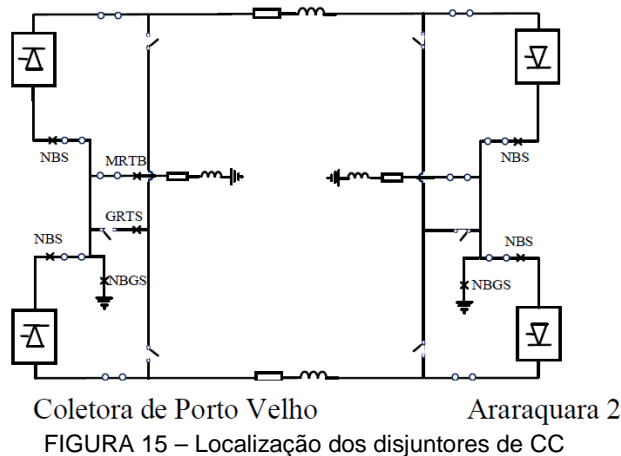 NBS
MRTB
NBS
GRTS
NBS
NBS
NBGS
NBGS
Coletora de Porto Velho
Araraquara 2
FIGURA 15 – Localização dos disjuntores de CC